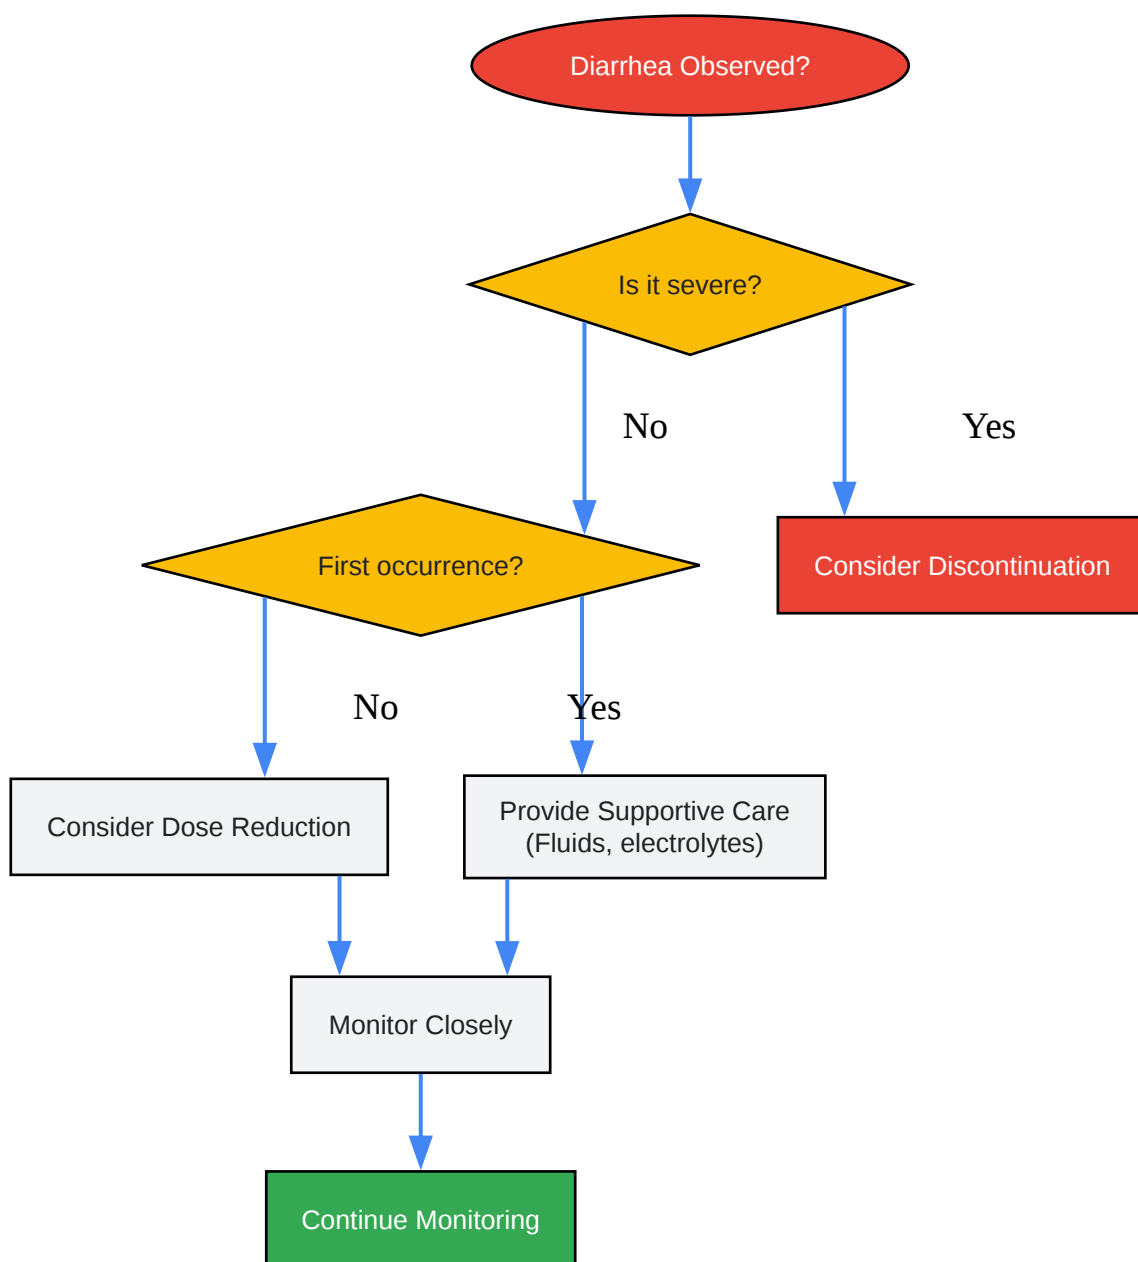 Diarrhea Observed?
Is it severe?
No
Yes
First occurrence?
Consider Discontinuation
No
Yes
Consider Dose Reduction
Provide Supportive Care
(Fluids, electrolytes)
Monitor Closely
Continue Monitoring